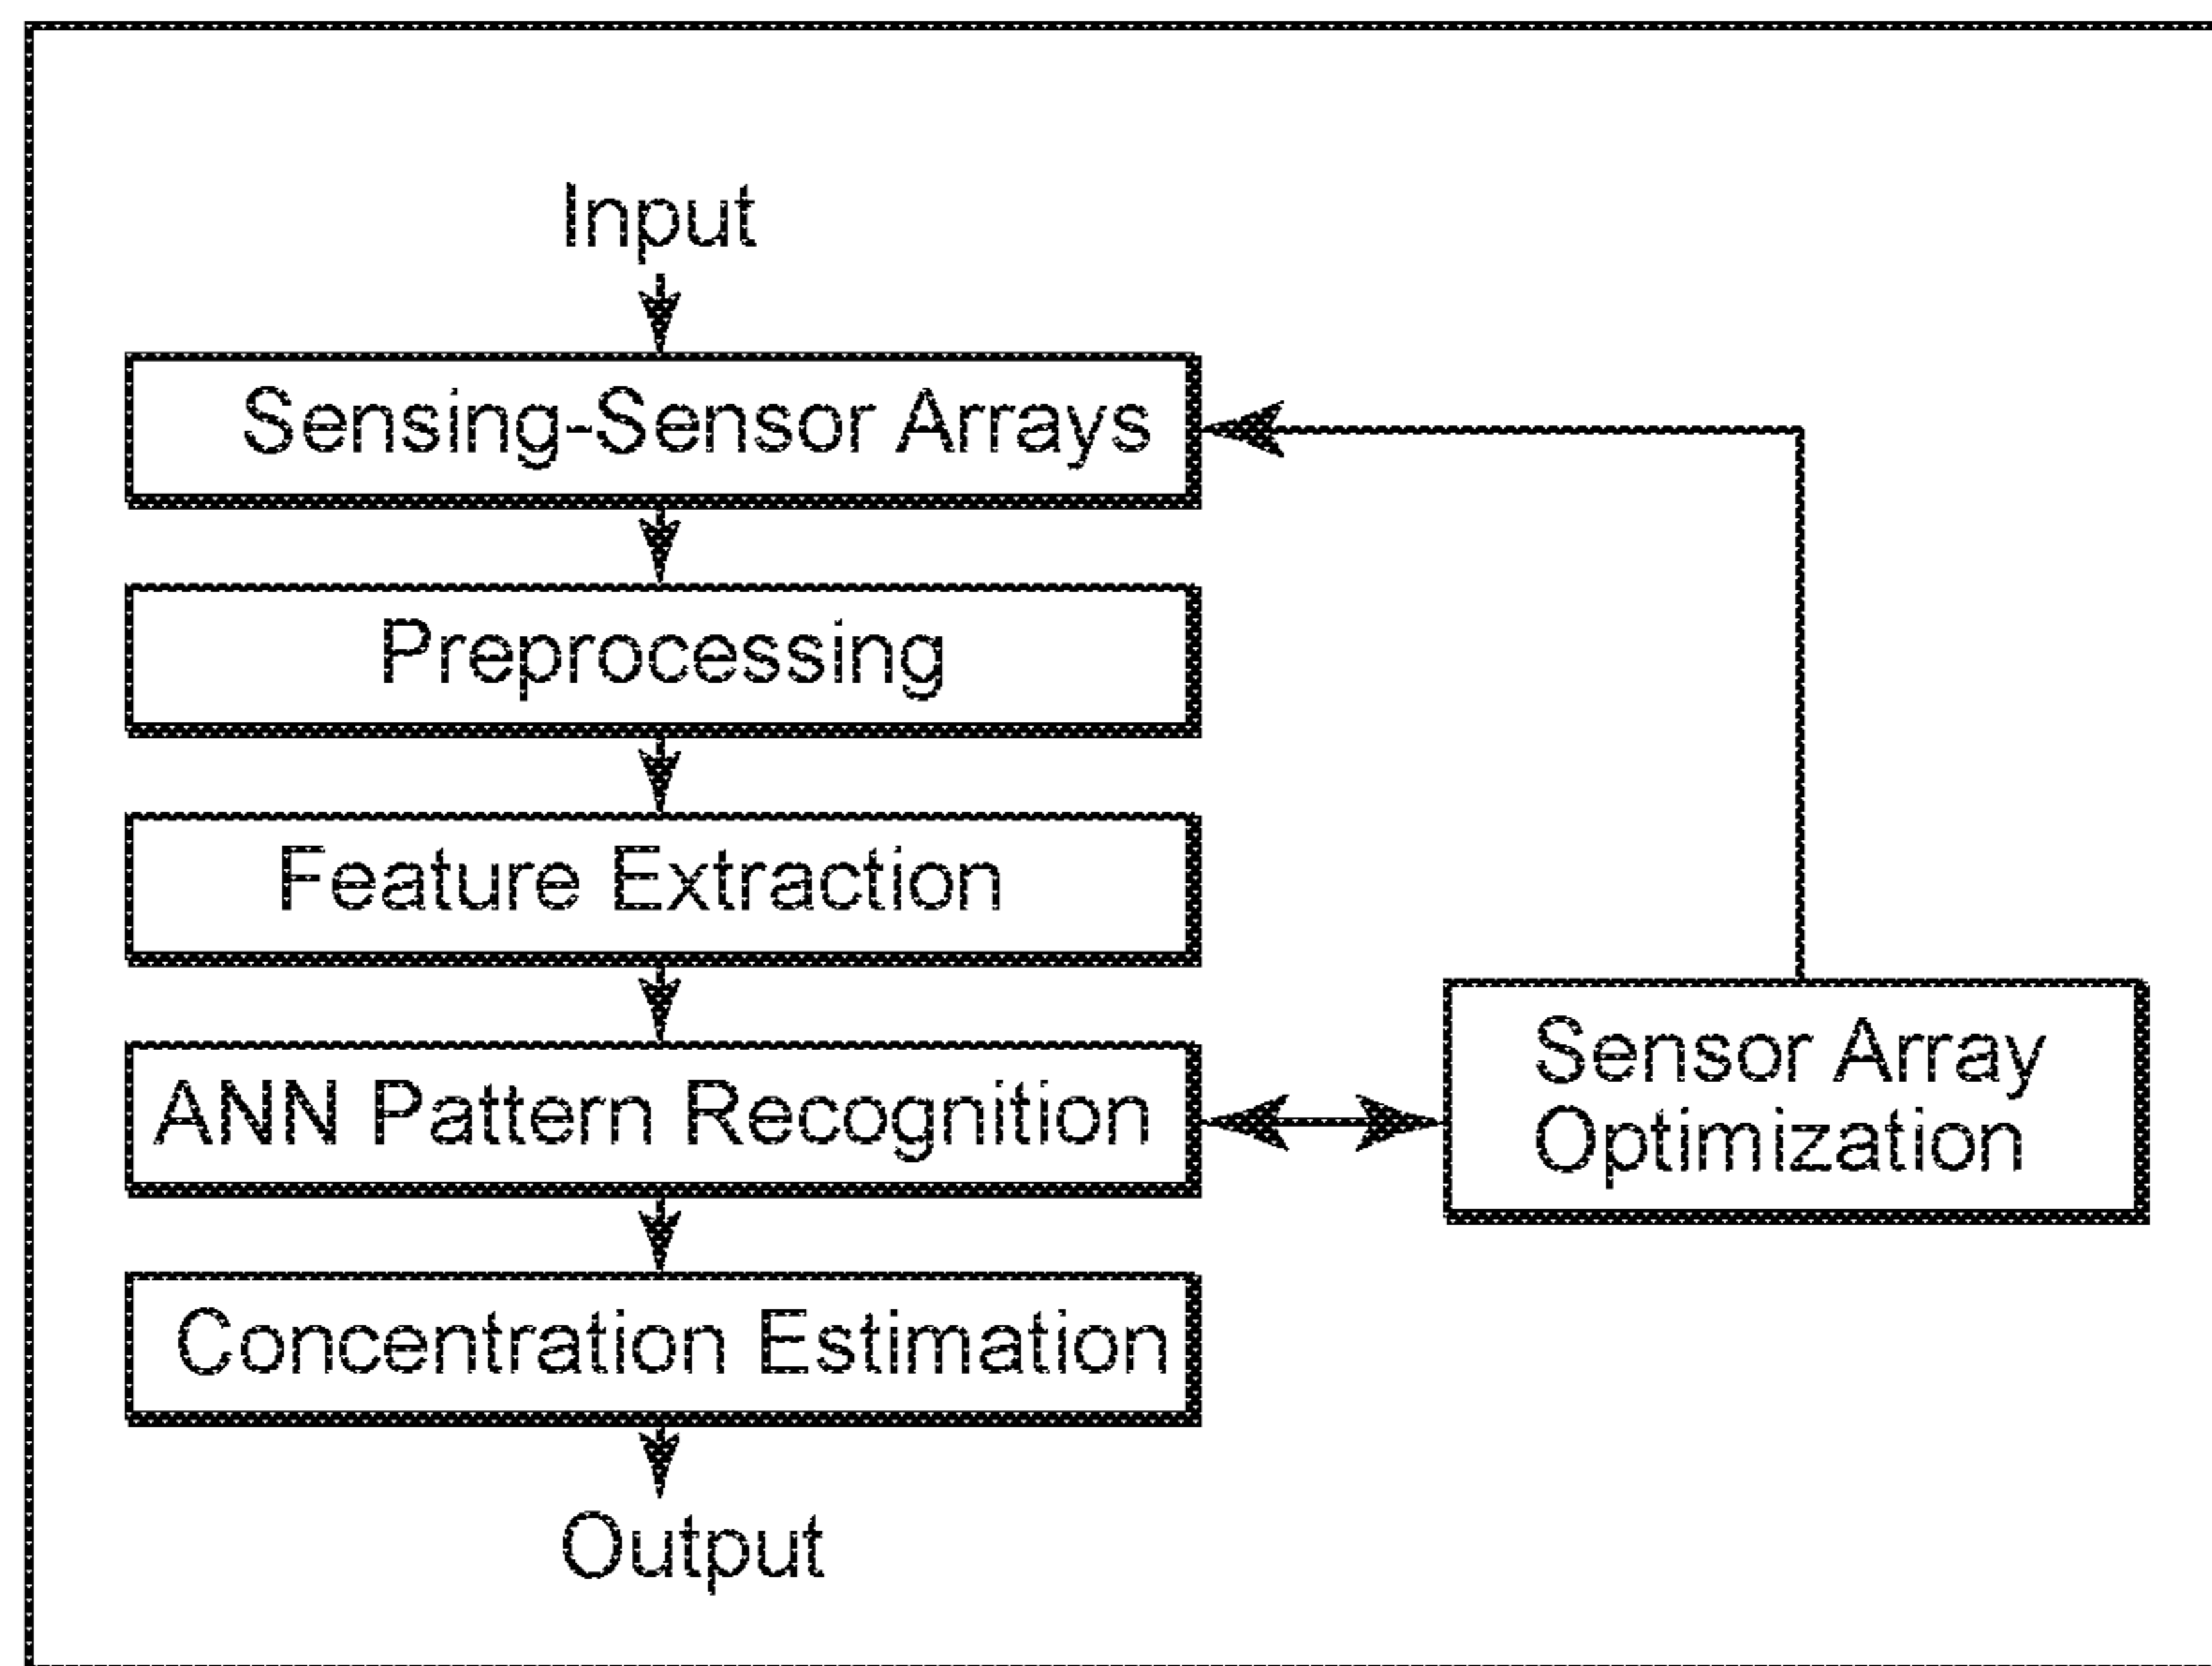 Input
Sensing-Sensor Arrays
Preprocessing
Feature Extraction
ANN Pattern Recognition
Sensor Array
Optimization
Concentration Estimation
Output